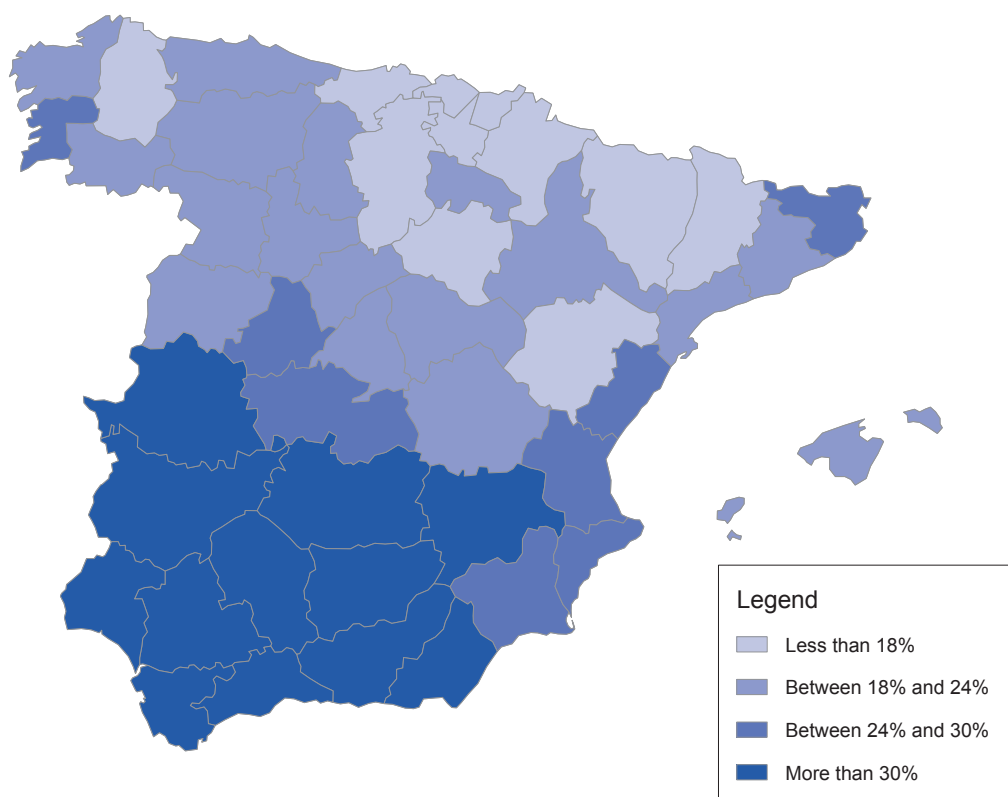 Legend
Less than 18%
Between 18% and 24%
Between 24% and 30%
More than 30%